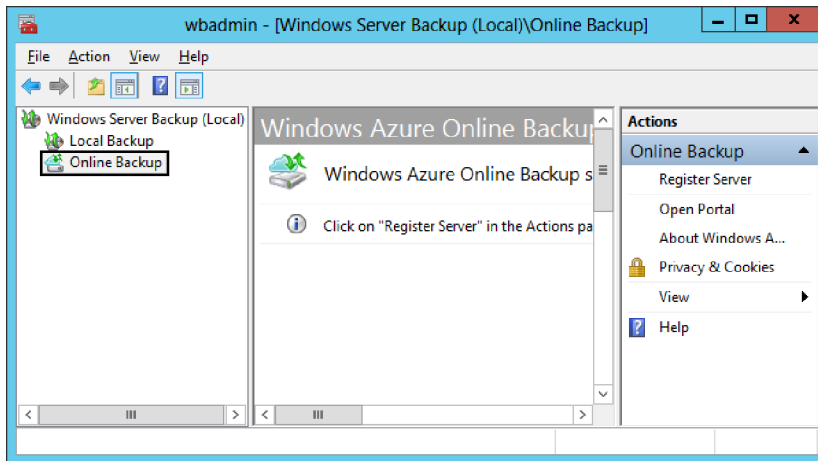 wbadmin - [Windows Server Backup (Local)\Online Backup]
File Action View Help
Windows Server Backup (Local)
Local Backup
Online Backup
Windows Azure Online Backup
Windows Azure Online Backup s
Click on "Register Server" in the Actions pa
Actions
Online Backup
Register Server
Open Portal
About Windows A...
Privacy & Cookies
View
Help